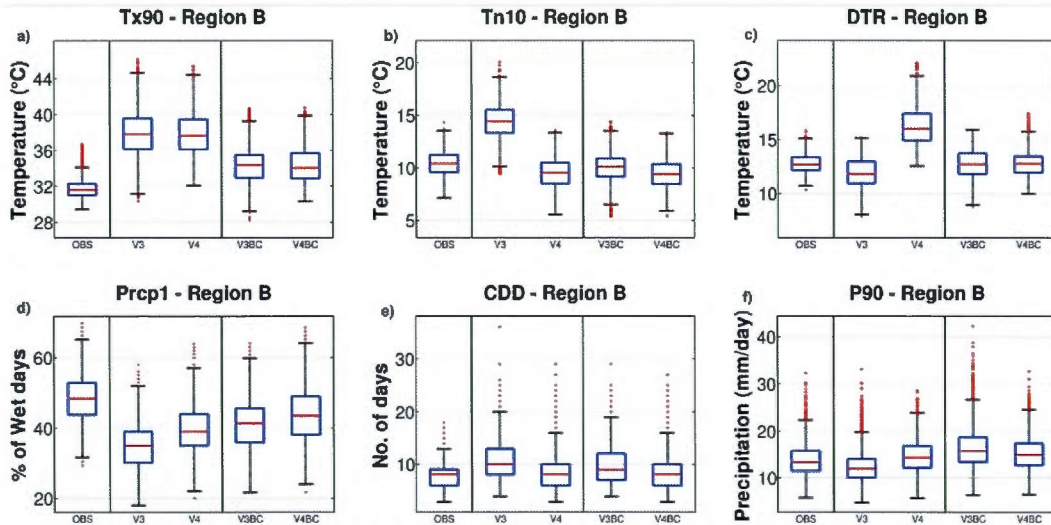 Tx90 - Region B
a)
Temperature (°C)
44
40
36
32
28
OBS V3 V4 V3BC V4BC
Tn10 - Region B
b)
Temperature (°C)
20
15
10
5
OBS V3 V4 V3BC V4BC
DTR - Region B
c)
Temperature (°C)
20
15
10
OBS V3 V4 V3BC V4BC
Prcp1 - Region B
d)
% of Wet days
60
40
20
OBS V3 V4 V3BC V4BC
CDD - Region B
e)
No. of days
30
20
10
OBS V3 V4 V3BC V4BC
P90 - Region B
f)
Precipitation (mm/day)
40
30
20
10
OBS V3 V4 V3BC V4BC